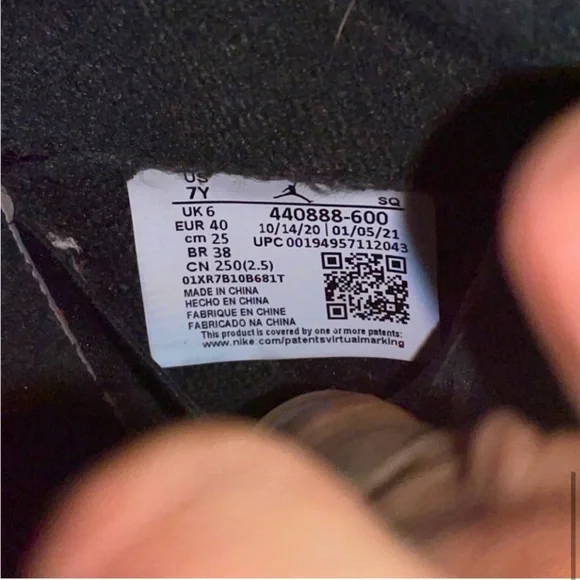 US
7Y SQ
UK 6 440888-600
EUR 40 10/14/20 | 01/05/21
cm 25 UPC 00194957112043
BR 38
CN 250(2.5)
01XR7B10B681T
MADE IN CHINA
HECHO EN CHINA
FABRIQUE EN CHINE
FABRICADO NA CHINA
This product is covered by one or more patents:
www.nike.com/patentsvirtualmarking